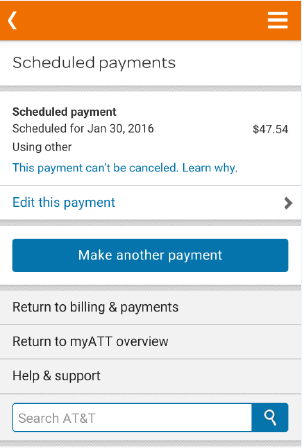 Scheduled payments
Scheduled payment
Scheduled for Jan 30, 2016 $47.54
Using other
This payment can't be canceled. Learn why.
Edit this payment
Make another payment
Return to billing & payments
Return to myATT overview
Help & support
Search AT&T